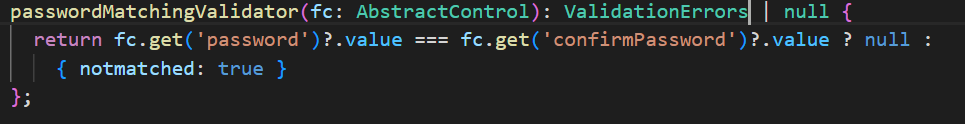 passwordMatchingValidator(fc: AbstractControl): ValidationErrors | null {
return fc.get('password')?.value === fc.get('confirmPassword')?.value ? null :
{ notmatched: true }
};